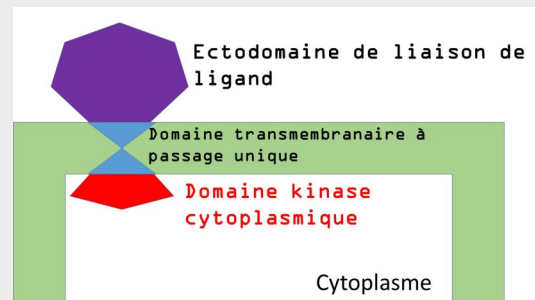 Ectodomaine de liaison de
ligand
Domaine transmembranaire à
passage unique
Domaine kinase
cytoplasmique
Cytoplasme